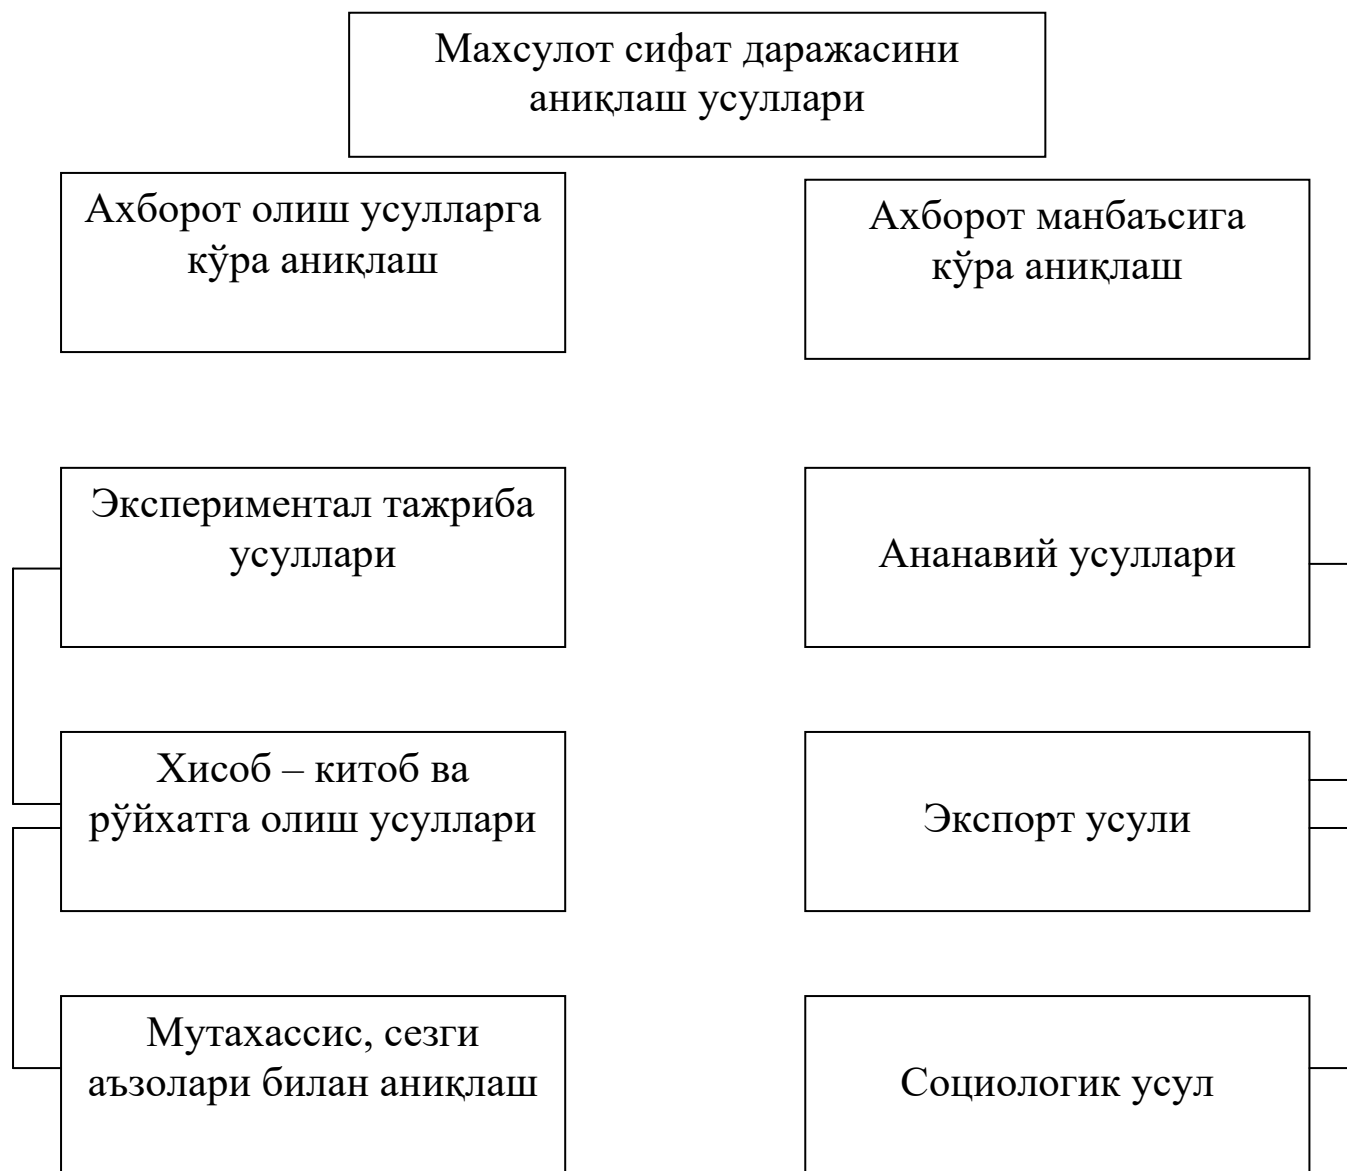 Махсулот сифат даражасини
аниқлаш усуллари
Ахборот олиш усулларга
кўра аниқлаш
Ахборот манбаъсига
кўра аниқлаш
Экспериментал тажриба
усуллари
Ананавий усуллари
Хисоб – китоб ва
рўйхатга олиш усуллари
Экспорт усули
Мутахассис, сезги
аъзолари билан аниқлаш
Социологик усул